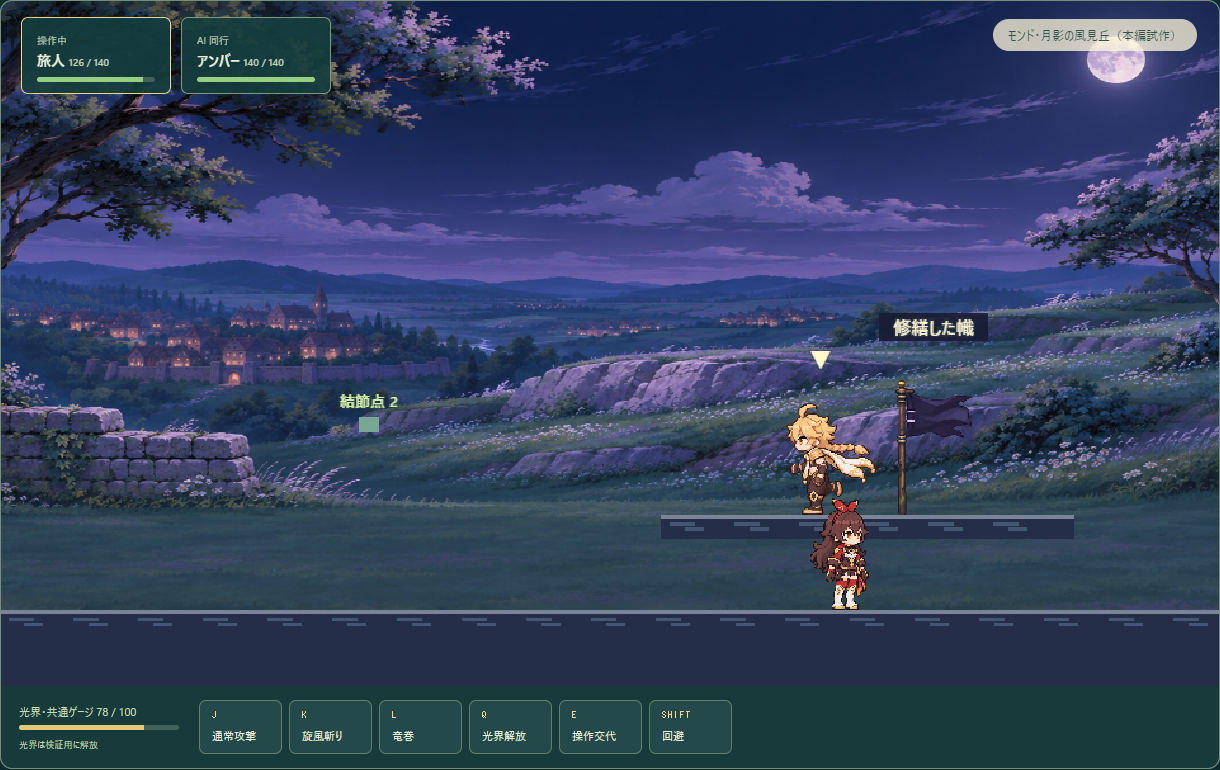 操作中
旅人 126 / 140
AI 同行
アンバー 140 / 140
モンド・月影の風見丘（本編試作）
修繕した幟
結節点 2
光界・共通ゲージ 78 / 100
光界は検証用に解放
J
通常攻撃
K
旋風斬り
L
竜巻
Q
光界解放
E
操作交代
SHIFT
回避